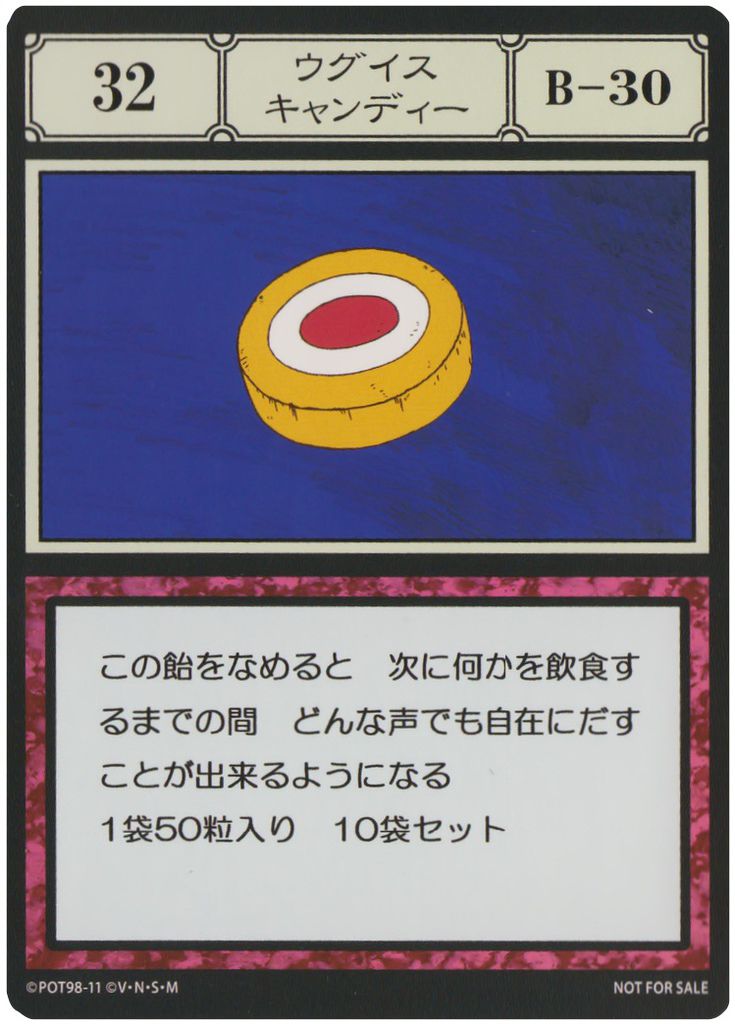 32
ウグイス
キャンディー
B-30
この飴をなめると　次に何かを飲食す
るまでの間　どんな声でも自在にだす
ことが出来るようになる
1袋50粒入り　10袋セット
©POT98-11 ©V・N・S・M
NOT FOR SALE